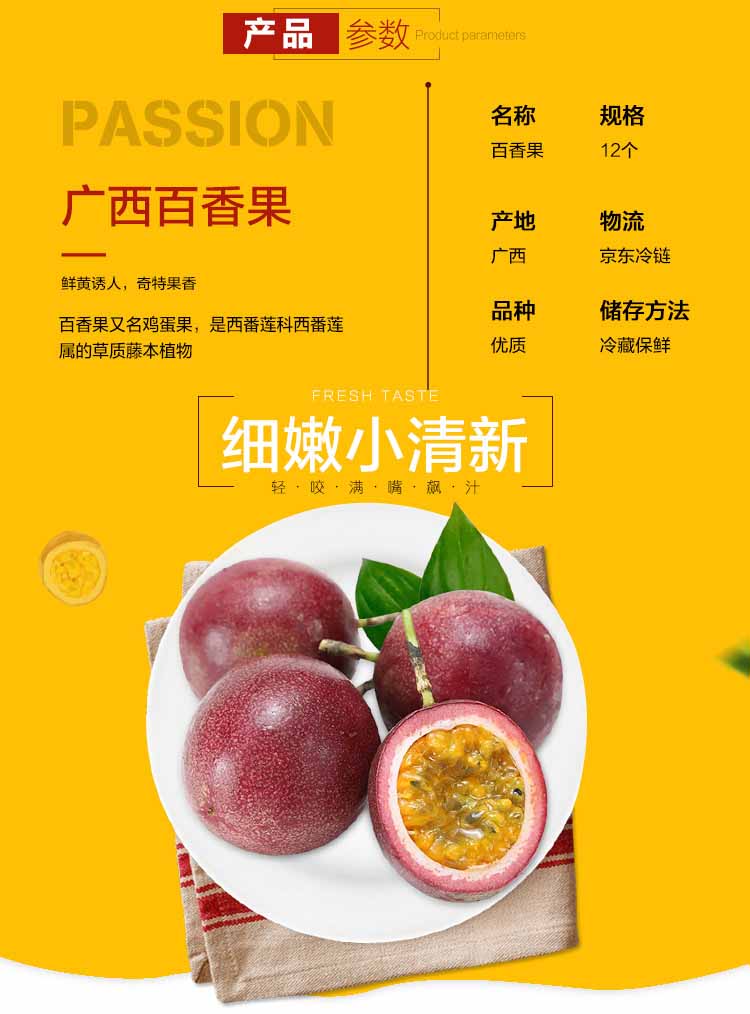 产品 参数 Product parameters
PASSION
广西百香果
鲜黄诱人，奇特果香
百香果又名鸡蛋果，是西番莲科西番莲
属的草质藤本植物
名称 规格
百香果 12个
产地 物流
广西 京东冷链
品种 储存方法
优质 冷藏保鲜
FRESH TASTE
细嫩小清新
轻·咬·满·嘴·飙·汁